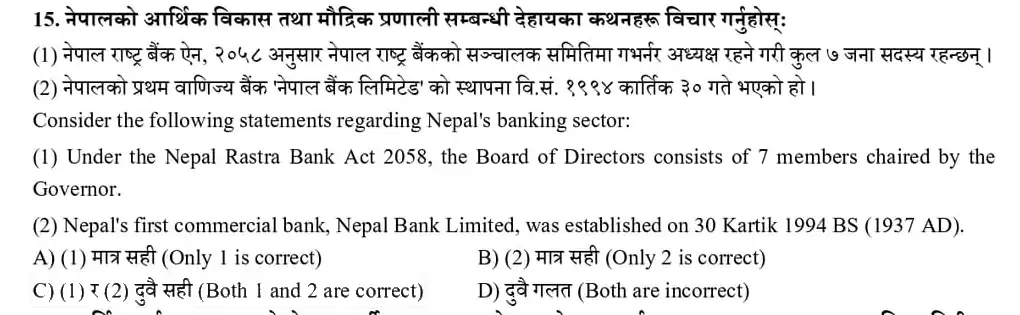 15. नेपालको आर्थिक विकास तथा मौद्रिक प्रणाली सम्बन्धी देहायका कथनहरू विचार गर्नुहोस्:
(1) नेपाल राष्ट्र बैंक ऐन, २०५८ अनुसार नेपाल राष्ट्र बैंकको सञ्चालक समितिमा गभर्नर अध्यक्ष रहने गरी कुल ७ जना सदस्य रहन्छन् ।
(2) नेपालको प्रथम वाणिज्य बैंक 'नेपाल बैंक लिमिटेड' को स्थापना वि.सं. १९९४ कार्तिक ३० गते भएको हो ।
Consider the following statements regarding Nepal's banking sector:
(1) Under the Nepal Rastra Bank Act 2058, the Board of Directors consists of 7 members chaired by the
Governor.
(2) Nepal's first commercial bank, Nepal Bank Limited, was established on 30 Kartik 1994 BS (1937 AD).
A) (1) मात्र सही (Only 1 is correct) B) (2) मात्र सही (Only 2 is correct)
C) (1) र (2) दुवै सही (Both 1 and 2 are correct) D) दुवै गलत (Both are incorrect)